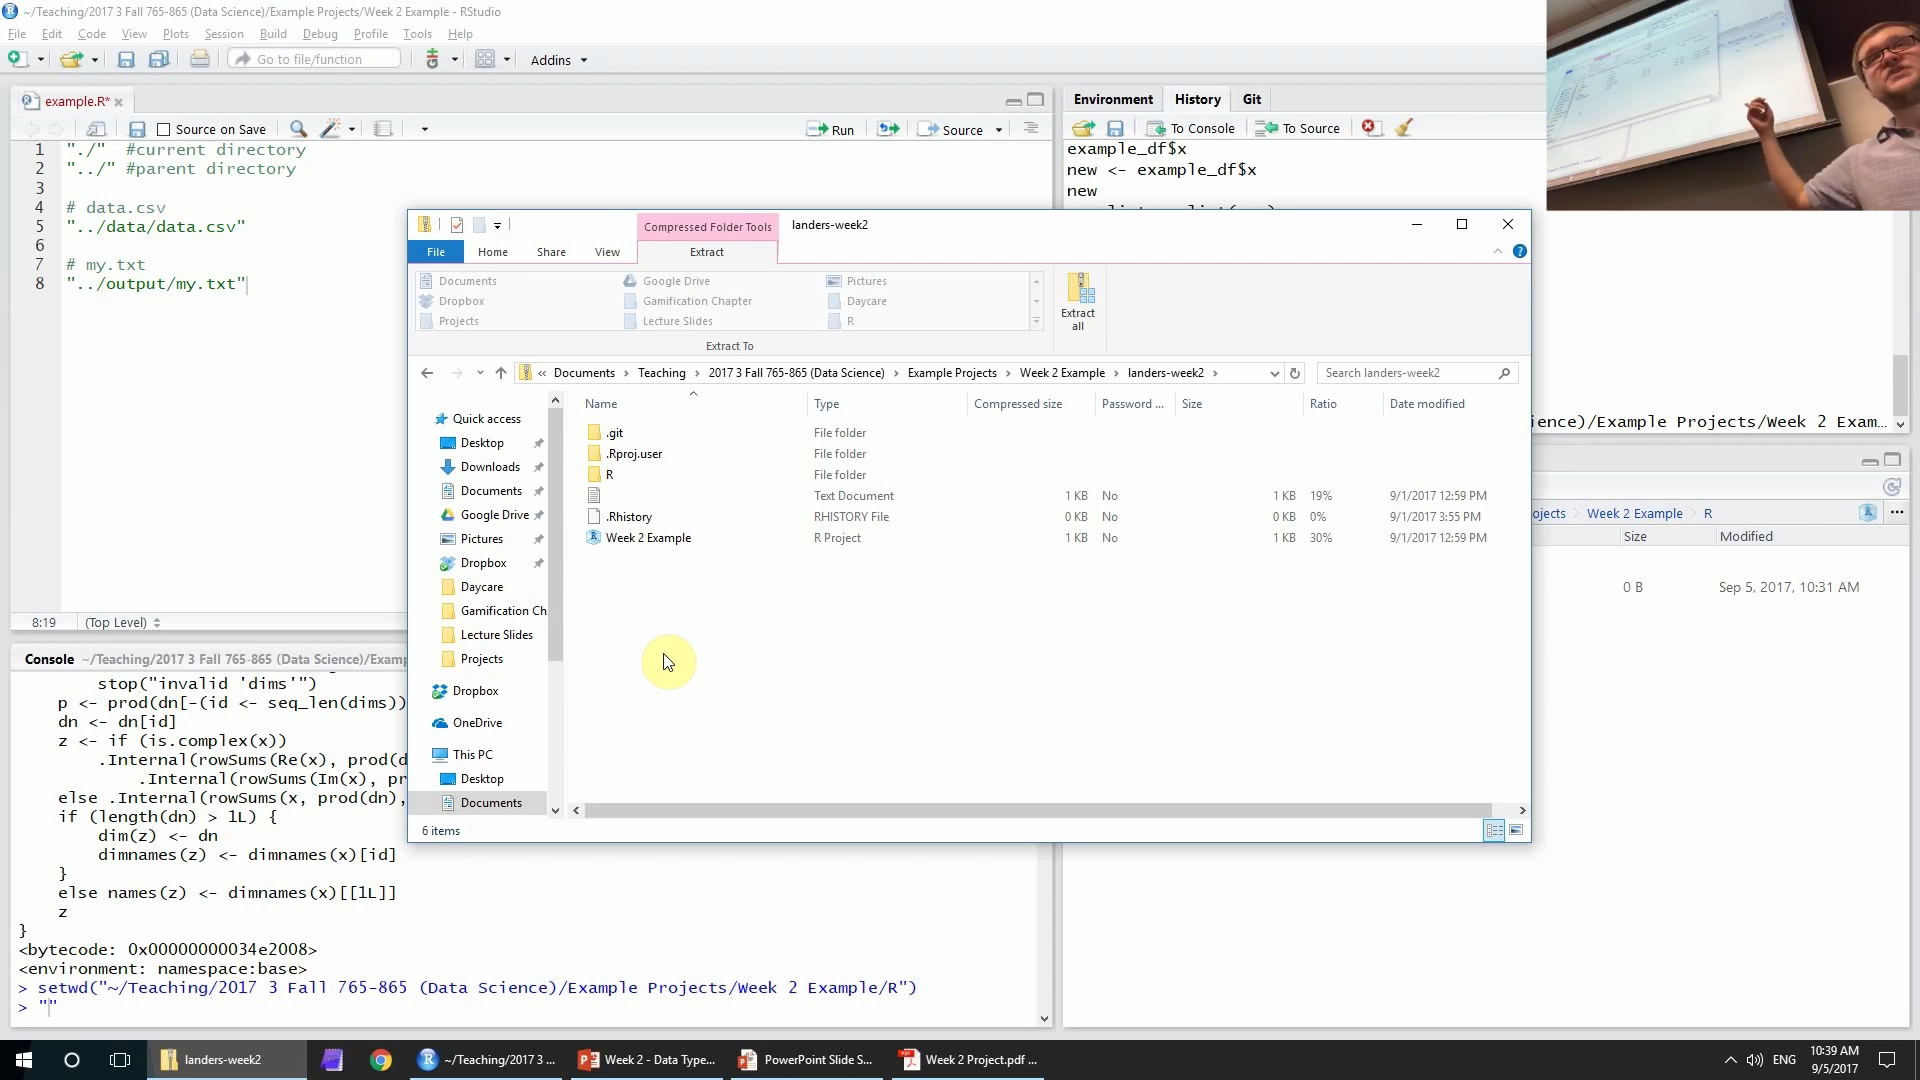 ~/Teaching/2017 3 Fall 765-865 (Data Science)/Example Projects/Week 2 Example - RStudio
File Edit Code View Plots Session Build Debug Profile Tools Help
Go to file/function
Addins
example.R*
Source on Save
Run
Source
1 "./" #current directory
2 "../" #parent directory
3
4 # data.csv
5 "../data/data.csv"
6
7 # my.txt
8 "../output/my.txt"
8:19 (Top Level)
Console ~/Teaching/2017 3 Fall 765-865 (Data Science)/Examp
stop("invalid 'dims'")
p <- prod(dn[-(id <- seq_len(dims))
dn <- dn[id]
z <- if (is.complex(x))
.Internal(rowSums(Re(x), prod(d
.Internal(rowSums(Im(x), pr
else .Internal(rowSums(x, prod(dn),
if (length(dn) > 1L) {
dim(z) <- dn
dimnames(z) <- dimnames(x)[id]
}
else names(z) <- dimnames(x)[[1L]]
z
}
<bytecode: 0x00000000034e2008>
<environment: namespace:base>
> setwd("~/Teaching/2017 3 Fall 765-865 (Data Science)/Example Projects/Week 2 Example/R")
> ""
Environment History Git
To Console
To Source
example_df$x
new <- example_df$x
new
ience)/Example Projects/Week 2 Exam...
ojects Week 2 Example R
Size Modified
0 B Sep 5, 2017, 10:31 AM
Compressed Folder Tools
landers-week2
File Home Share View Extract
Documents Google Drive Pictures
Dropbox Gamification Chapter Daycare
Projects Lecture Slides R
Extract To
Extract
all
« Documents › Teaching › 2017 3 Fall 765-865 (Data Science) › Example Projects › Week 2 Example › landers-week2 ›
Search landers-week2
Quick access
Desktop
Downloads
Documents
Google Drive
Pictures
Dropbox
Daycare
Gamification Ch
Lecture Slides
Projects
Dropbox
OneDrive
This PC
Desktop
Documents
Name Type Compressed size Password ... Size Ratio Date modified
.git File folder
.Rproj.user File folder
R File folder
Text Document 1 KB No 1 KB 19% 9/1/2017 12:59 PM
.Rhistory RHISTORY File 0 KB No 0 KB 0% 9/1/2017 3:55 PM
Week 2 Example R Project 1 KB No 1 KB 30% 9/1/2017 12:59 PM
6 items
landers-week2
~/Teaching/2017 3 ...
Week 2 - Data Type...
PowerPoint Slide S...
Week 2 Project.pdf ...
ENG
10:39 AM
9/5/2017